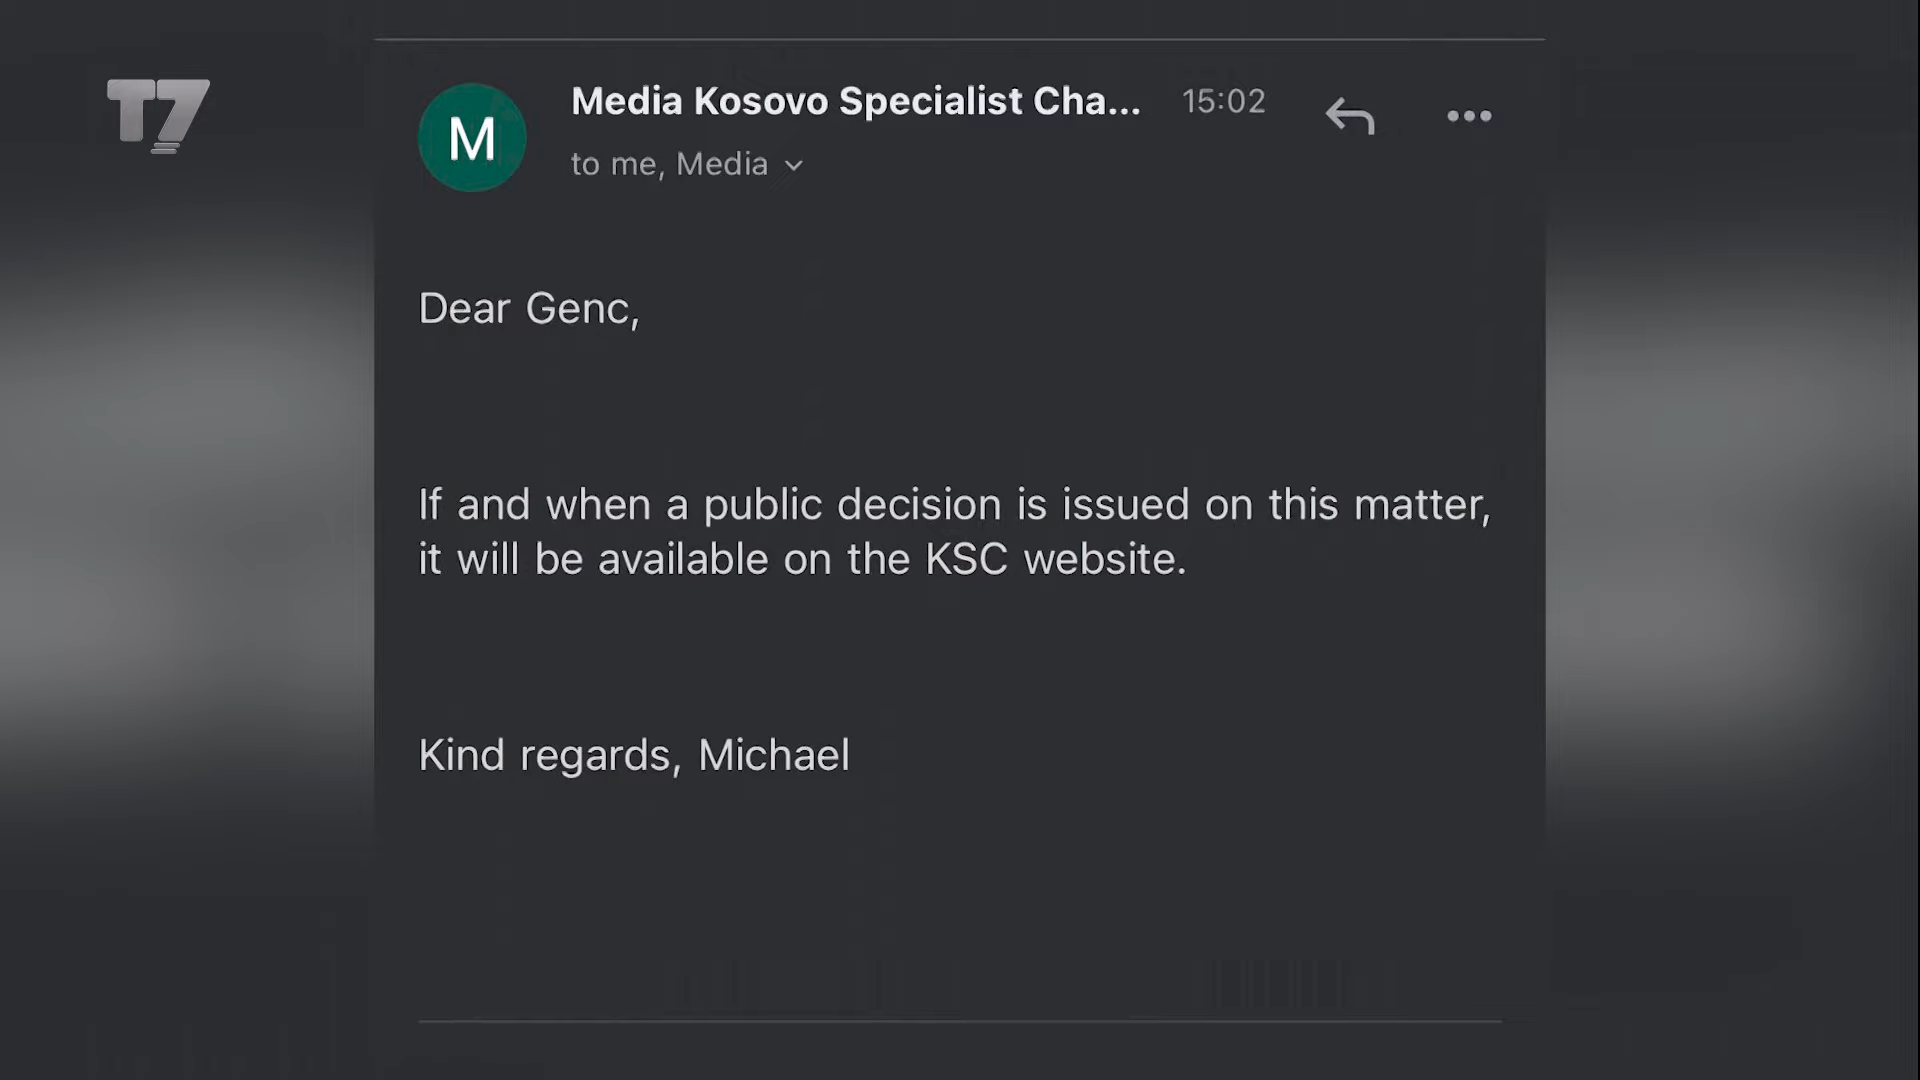 T7
M
Media Kosovo Specialist Cha...
15:02
to me, Media
Dear Genc,
If and when a public decision is issued on this matter,
it will be available on the KSC website.
Kind regards, Michael